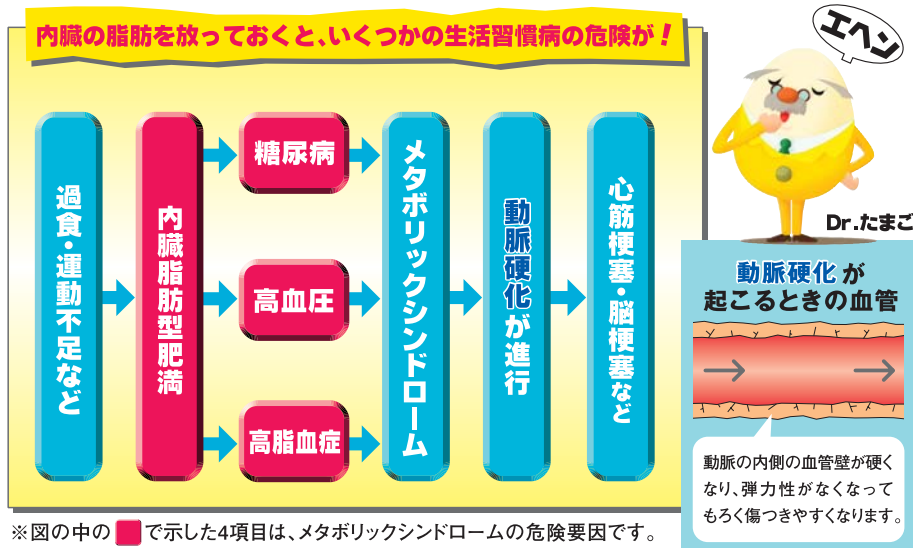 内臓の脂肪を放っておくと、いくつかの生活習慣病の危険が！
エヘン
Dr.たまご
過食・運動不足など
内臓脂肪型肥満
糖尿病
高血圧
高脂血症
メタボリックシンドローム
動脈硬化が進行
心筋梗塞・脳梗塞など
動脈硬化が
起こるときの血管
動脈の内側の血管壁が硬く
なり、弾力性がなくなって
もろく傷つきやすくなります。
※図の中の で示した4項目は、メタボリックシンドロームの危険要因です。